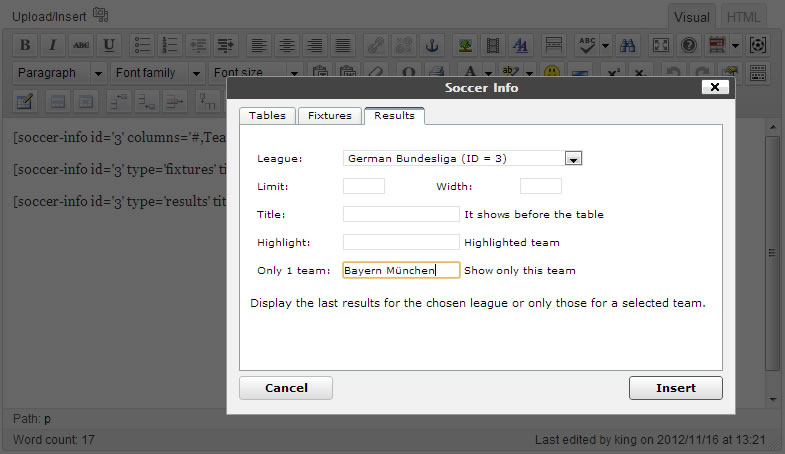 Upload/Insert
Visual
HTML
B I ABC U
ABC
Paragraph Font family Font size
Soccer Info
Tables Fixtures Results
[soccer-info id='3' columns='#,Tea
[soccer-info id='3' type='fixtures' ti
[soccer-info id='3' type='results' tit
League: German Bundesliga (ID = 3)
Limit: Width:
Title: It shows before the table
Highlight: Highlighted team
Only 1 team: Bayern München Show only this team
Display the last results for the chosen league or only those for a selected team.
Cancel Insert
Path: p
Word count: 17 Last edited by king on 2012/11/16 at 13:21